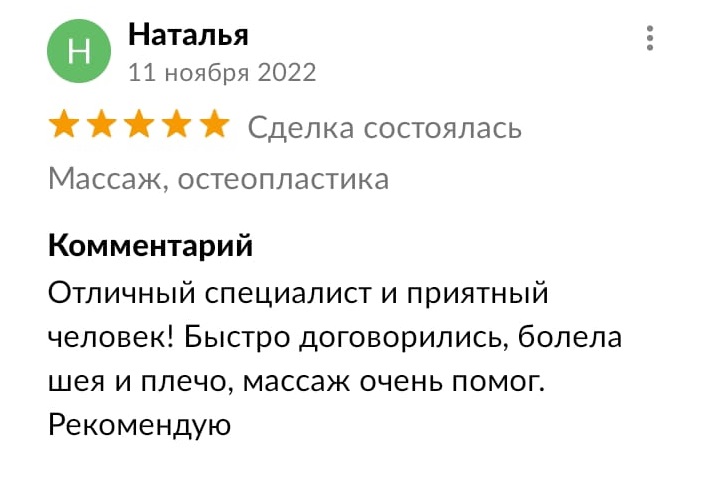 Н
Наталья
11 ноября 2022
Сделка состоялась
Массаж, остеопластика
Комментарий
Отличный специалист и приятный
человек! Быстро договорились, болела
шея и плечо, массаж очень помог.
Рекомендую